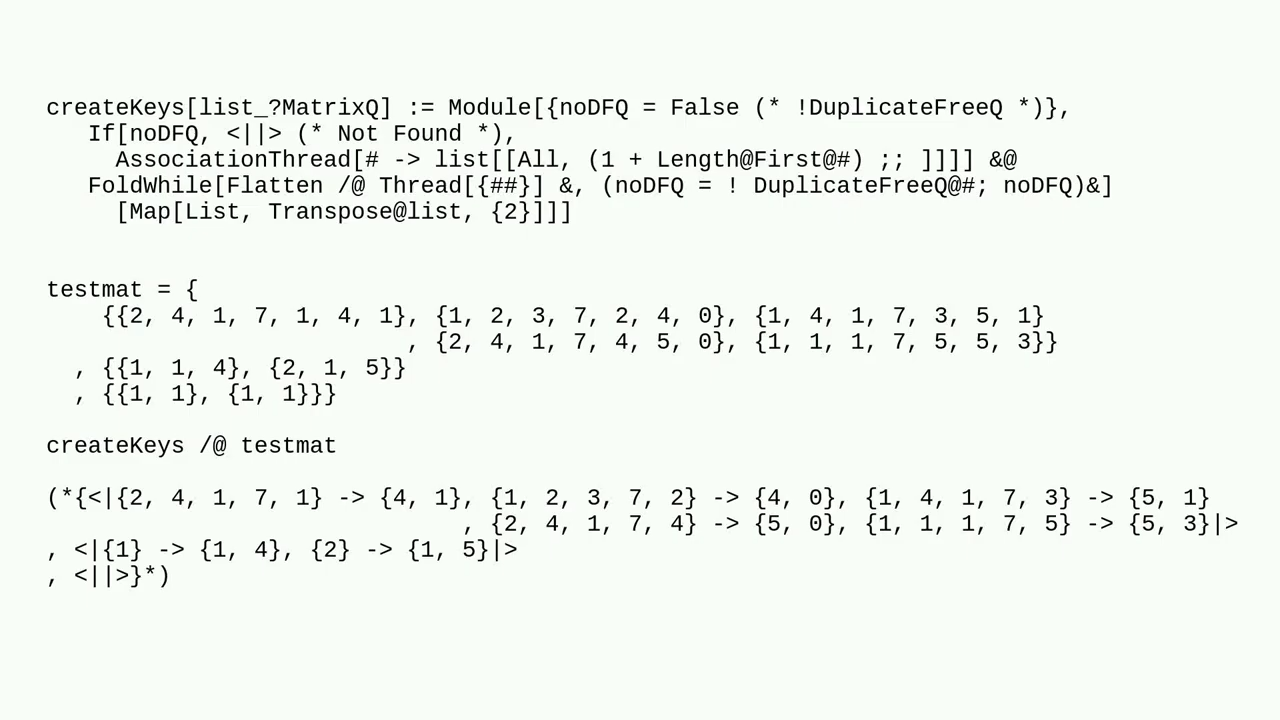 createKeys[list_?MatrixQ] := Module[{noDFQ = False (* !DuplicateFreeQ *)},
If[noDFQ, <||> (* Not Found *),
AssociationThread[# -> list[[All, (1 + Length@First@#) ;; ]]]] &@
FoldWhile[Flatten /@ Thread[{##}] &, (noDFQ = ! DuplicateFreeQ@#; noDFQ)&]
[Map[List, Transpose@list, {2}]]]
testmat = {
{{2, 4, 1, 7, 1, 4, 1}, {1, 2, 3, 7, 2, 4, 0}, {1, 4, 1, 7, 3, 5, 1}
, {2, 4, 1, 7, 4, 5, 0}, {1, 1, 1, 7, 5, 5, 3}}
, {{1, 1, 4}, {2, 1, 5}}
, {{1, 1}, {1, 1}}}
createKeys /@ testmat
(*{<|{2, 4, 1, 7, 1} -> {4, 1}, {1, 2, 3, 7, 2} -> {4, 0}, {1, 4, 1, 7, 3} -> {5, 1}
, {2, 4, 1, 7, 4} -> {5, 0}, {1, 1, 1, 7, 5} -> {5, 3}|>
, <|{1} -> {1, 4}, {2} -> {1, 5}|>
, <||>}*)